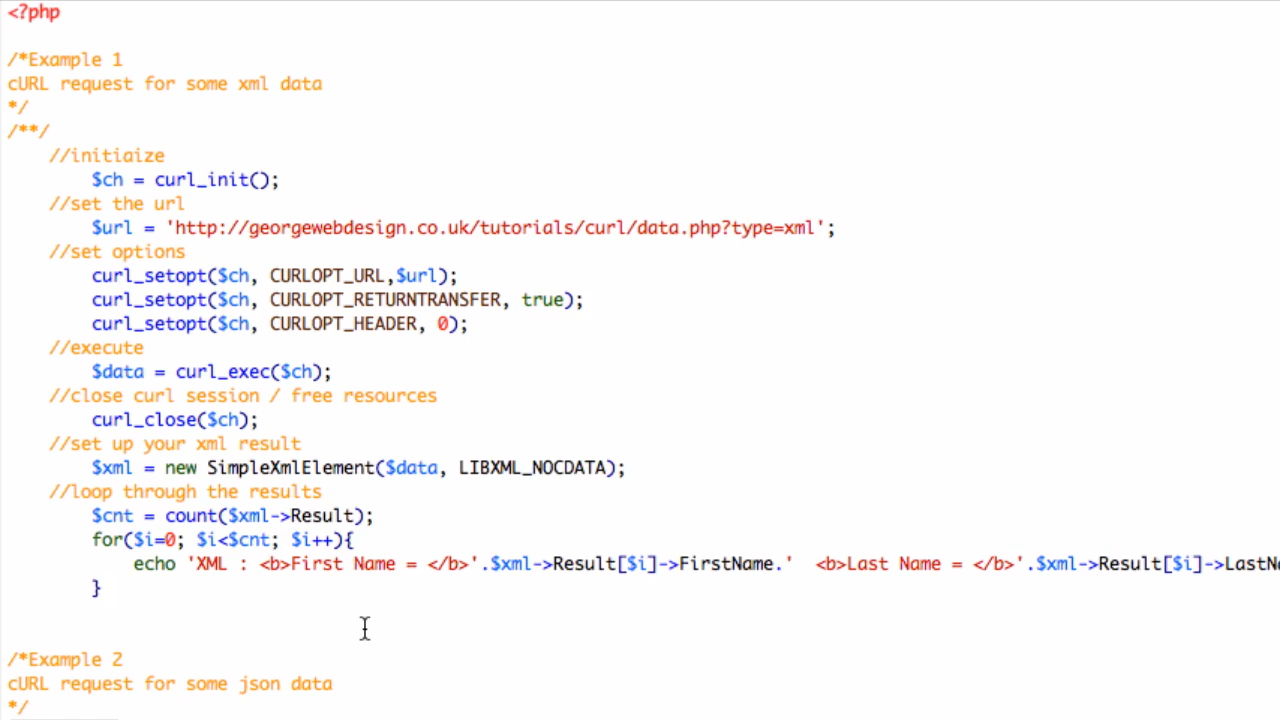 <?php
/*Example 1
cURL request for some xml data
*/
/**/
//initiaize
$ch = curl_init();
//set the url
$url = 'http://georgewebdesign.co.uk/tutorials/curl/data.php?type=xml';
//set options
curl_setopt($ch, CURLOPT_URL,$url);
curl_setopt($ch, CURLOPT_RETURNTRANSFER, true);
curl_setopt($ch, CURLOPT_HEADER, 0);
//execute
$data = curl_exec($ch);
//close curl session / free resources
curl_close($ch);
//set up your xml result
$xml = new SimpleXmlElement($data, LIBXML_NOCDATA);
//loop through the results
$cnt = count($xml->Result);
for($i=0; $i<$cnt; $i++){
echo 'XML : <b>First Name = </b>'.$xml->Result[$i]->FirstName.'  <b>Last Name = </b>'.$xml->Result[$i]->LastN
}
/*Example 2
cURL request for some json data
*/